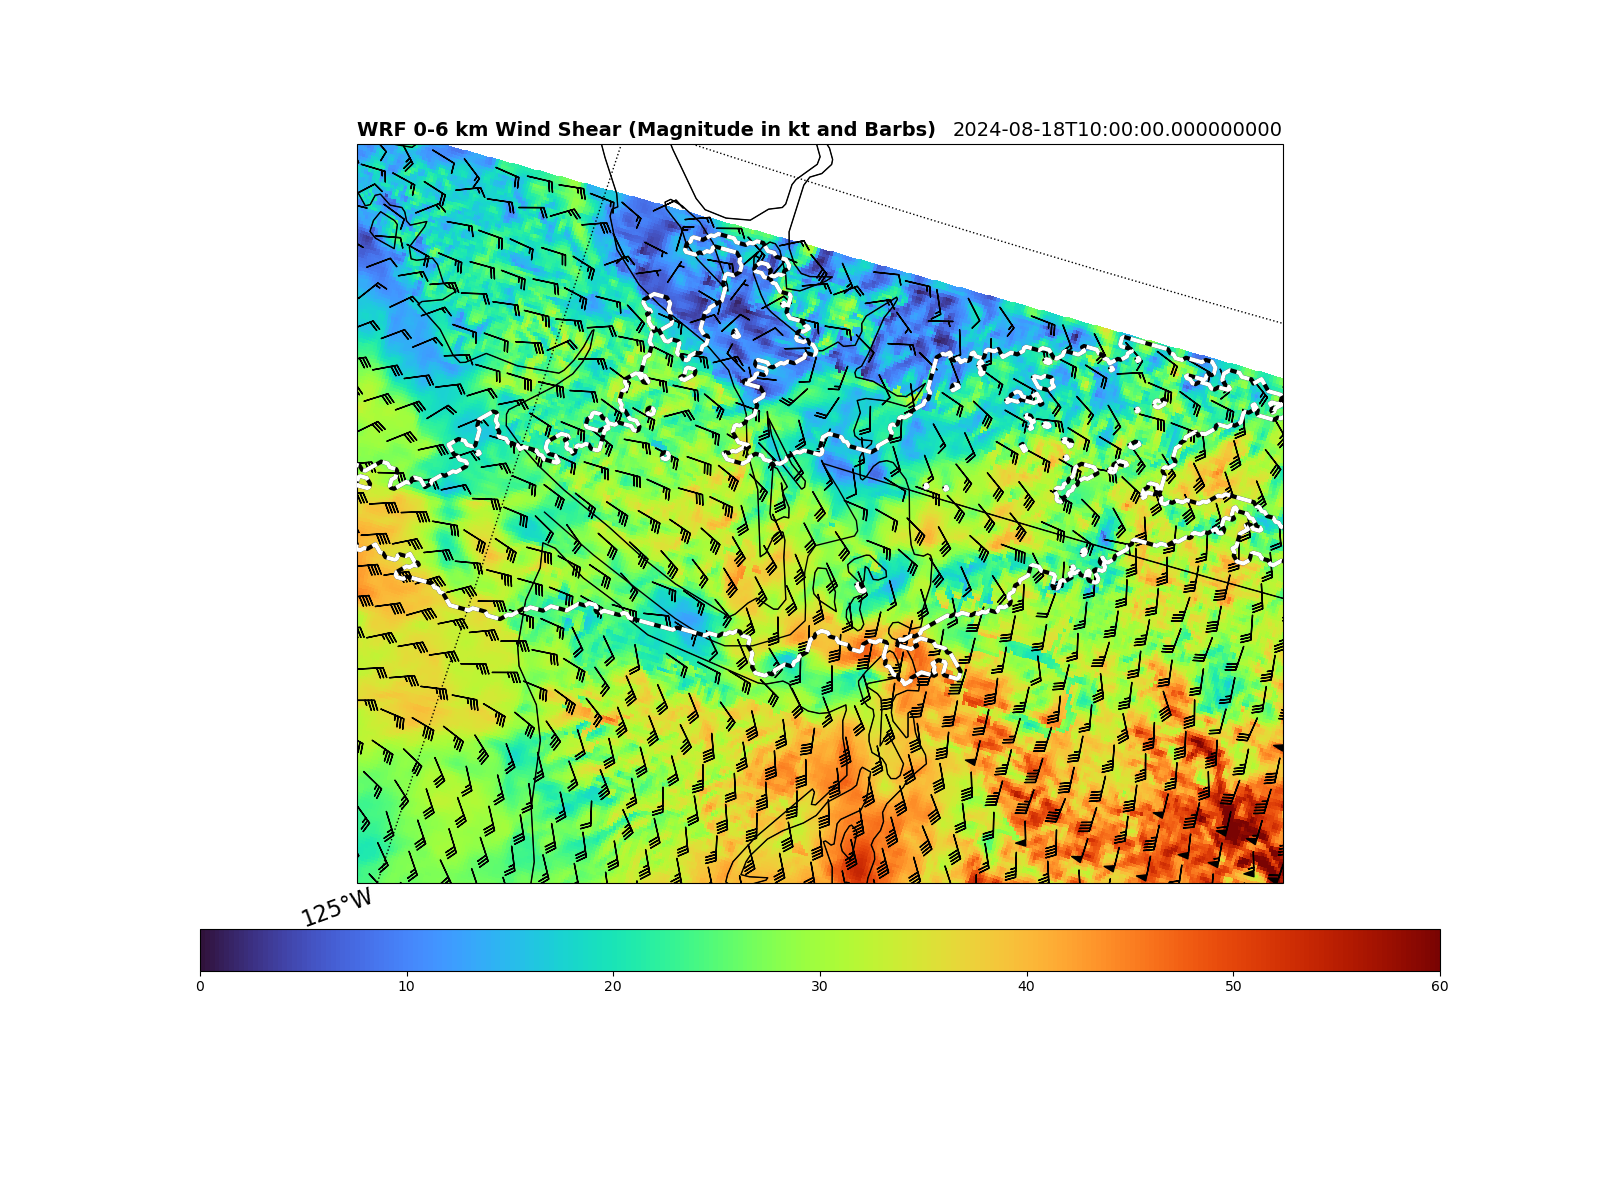 WRF 0-6 km Wind Shear (Magnitude in kt and Barbs) 2024-08-18T10:00:00.000000000
125°W
0 10 20 30 40 50 60